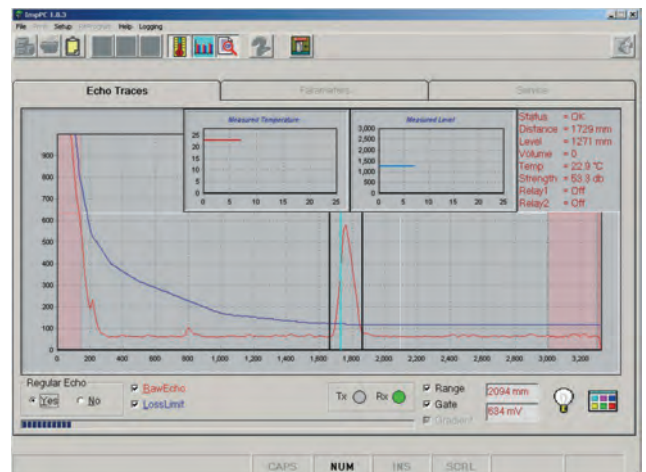 ImpPC 1.0.3
File Setup Help Logging
Echo Traces Parameters Service
Measured Temperature
25
20
15
10
5
0
0 5 10 15 20 25
Measured Level
3,000
2,500
2,000
1,500
1,000
500
0
0 5 10 15 20 25
Status = OK
Distance = 1729 mm
Level = 1271 mm
Volume = 0
Temp = 22.9 °C
Strength = 53.3 db
Relay1 = Off
Relay2 = Off
900
800
700
600
500
400
300
200
100
0
0 200 400 600 800 1,000 1,200 1,400 1,600 1,800 2,000 2,200 2,400 2,600 2,800 3,000 3,200
Regular Echo
Yes No
RawEcho
LossLimit
Tx Rx
Range 2094 mm
Gate 634 mV
Gradient
CAPS NUM INS SCRL